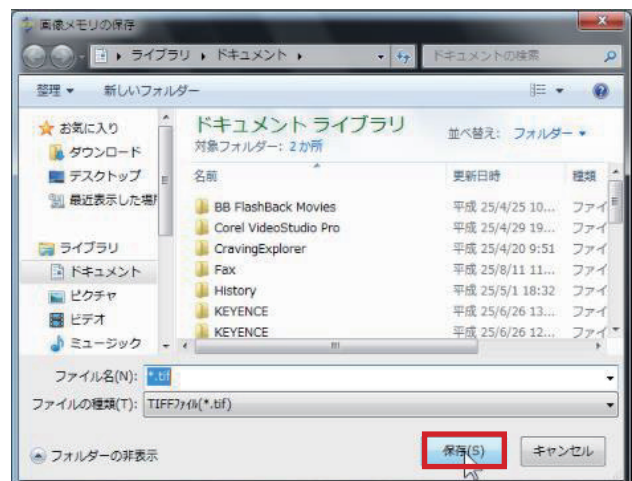 画像メモリの保存
ライブラリ ▸ ドキュメント ▸
ドキュメントの検索
整理 ▼ 新しいフォルダー
お気に入り
ダウンロード
デスクトップ
最近表示した場所
ライブラリ
ドキュメント
ピクチャ
ビデオ
ミュージック
ドキュメント ライブラリ
対象フォルダー: 2か所
並べ替え: フォルダー ▼
名前 更新日時 種類
BB FlashBack Movies 平成 25/4/25 10... ファイ
Corel VideoStudio Pro 平成 25/4/29 19... ファイ
CravingExplorer 平成 25/4/20 9:51 ファイ
Fax 平成 25/8/11 11... ファイ
History 平成 25/5/1 18:32 ファイ
KEYENCE 平成 25/6/26 13... ファイ
KEYENCE 平成 25/6/26 12... ファイ
ファイル名(N): *.tif
ファイルの種類(T): TIFFファイル(*.tif)
フォルダーの非表示
保存(S)
キャンセル